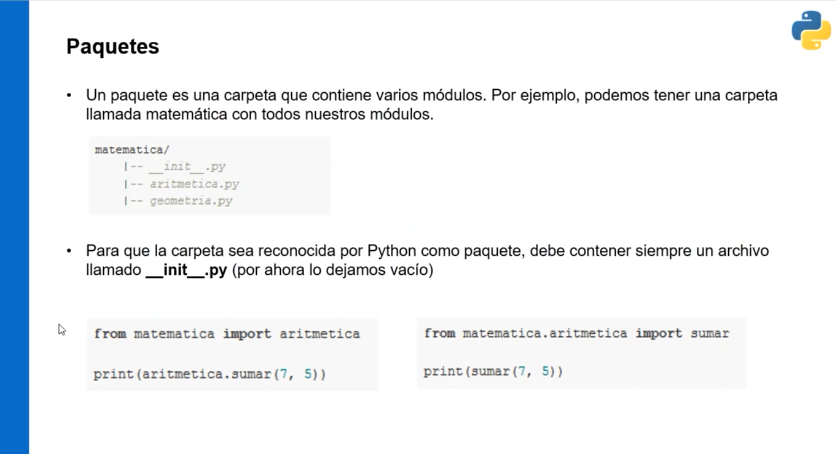 Paquetes
• Un paquete es una carpeta que contiene varios módulos. Por ejemplo, podemos tener una carpeta
llamada matemática con todos nuestros módulos.
matematica/
|-- __init__.py
|-- aritmetica.py
|-- geometria.py
• Para que la carpeta sea reconocida por Python como paquete, debe contener siempre un archivo
llamado __init__.py (por ahora lo dejamos vacío)
from matematica import aritmetica
print(aritmetica.sumar(7, 5))
from matematica.aritmetica import sumar
print(sumar(7, 5))